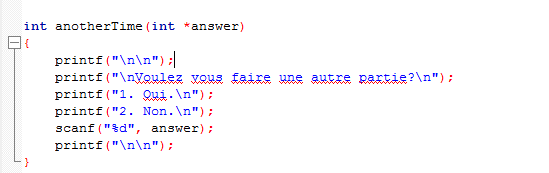 int anotherTime(int *answer)
{
printf("\n\n");
printf("\nVoulez vous faire une autre partie?\n");
printf("1. Oui.\n");
printf("2. Non.\n");
scanf("%d", answer);
printf("\n\n");
}